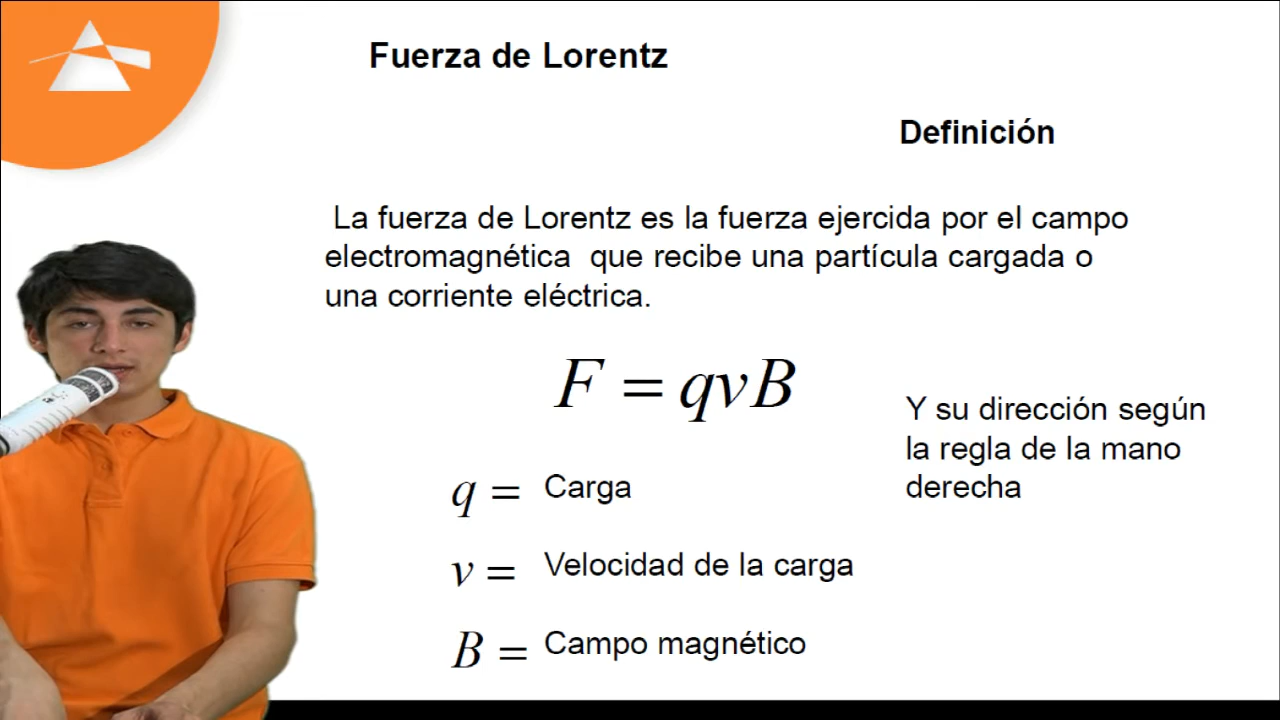 Fuerza de Lorentz
Definición
La fuerza de Lorentz es la fuerza ejercida por el campo
electromagnética que recibe una partícula cargada o
una corriente eléctrica.
F = qvB
Y su dirección según
la regla de la mano
derecha
q = Carga
v = Velocidad de la carga
B = Campo magnético